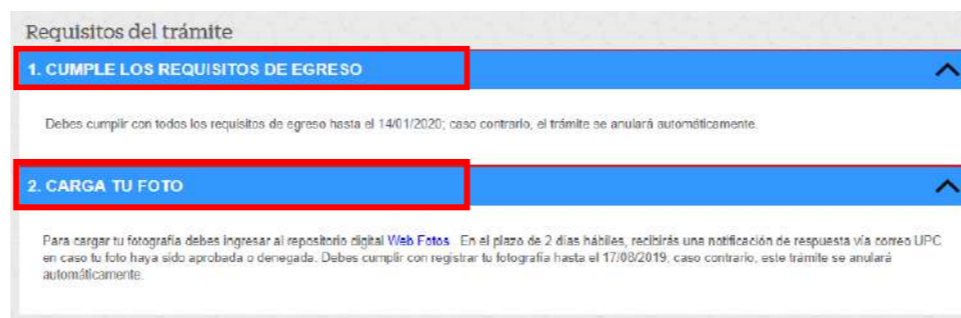 Requisitos del trámite
1. CUMPLE LOS REQUISITOS DE EGRESO
Debes cumplir con todos los requisitos de egreso hasta el 14/01/2020; caso contrario, el trámite se anulará automáticamente.
2. CARGA TU FOTO
Para cargar tu fotografía debes ingresar al repositorio digital Web Fotos. En el plazo de 2 días hábiles, recibirás una notificación de respuesta vía correo UPC
en caso tu foto haya sido aprobada o denegada. Debes cumplir con registrar tu fotografía hasta el 17/08/2019, caso contrario, este trámite se anulará
automáticamente.